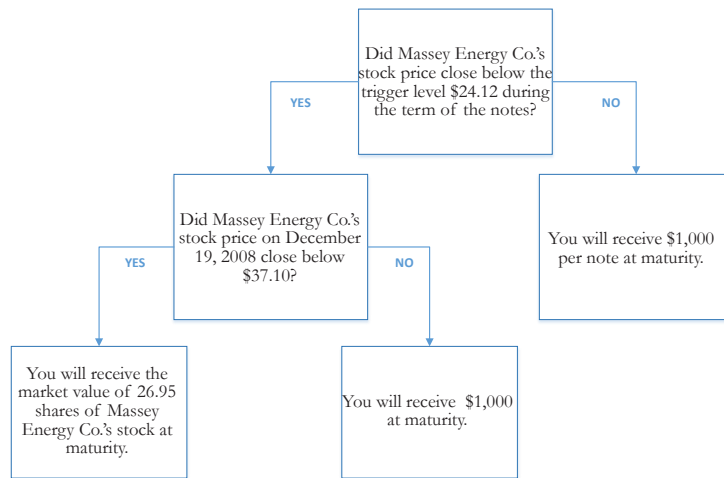 Did Massey Energy Co.'s
stock price close below the
trigger level $24.12 during
the term of the notes?
YES
NO
Did Massey Energy Co.'s
stock price on December
19, 2008 close below
$37.10?
You will receive $1,000
per note at maturity.
YES
NO
You will receive the
market value of 26.95
shares of Massey
Energy Co.'s stock at
maturity.
You will receive $1,000
at maturity.